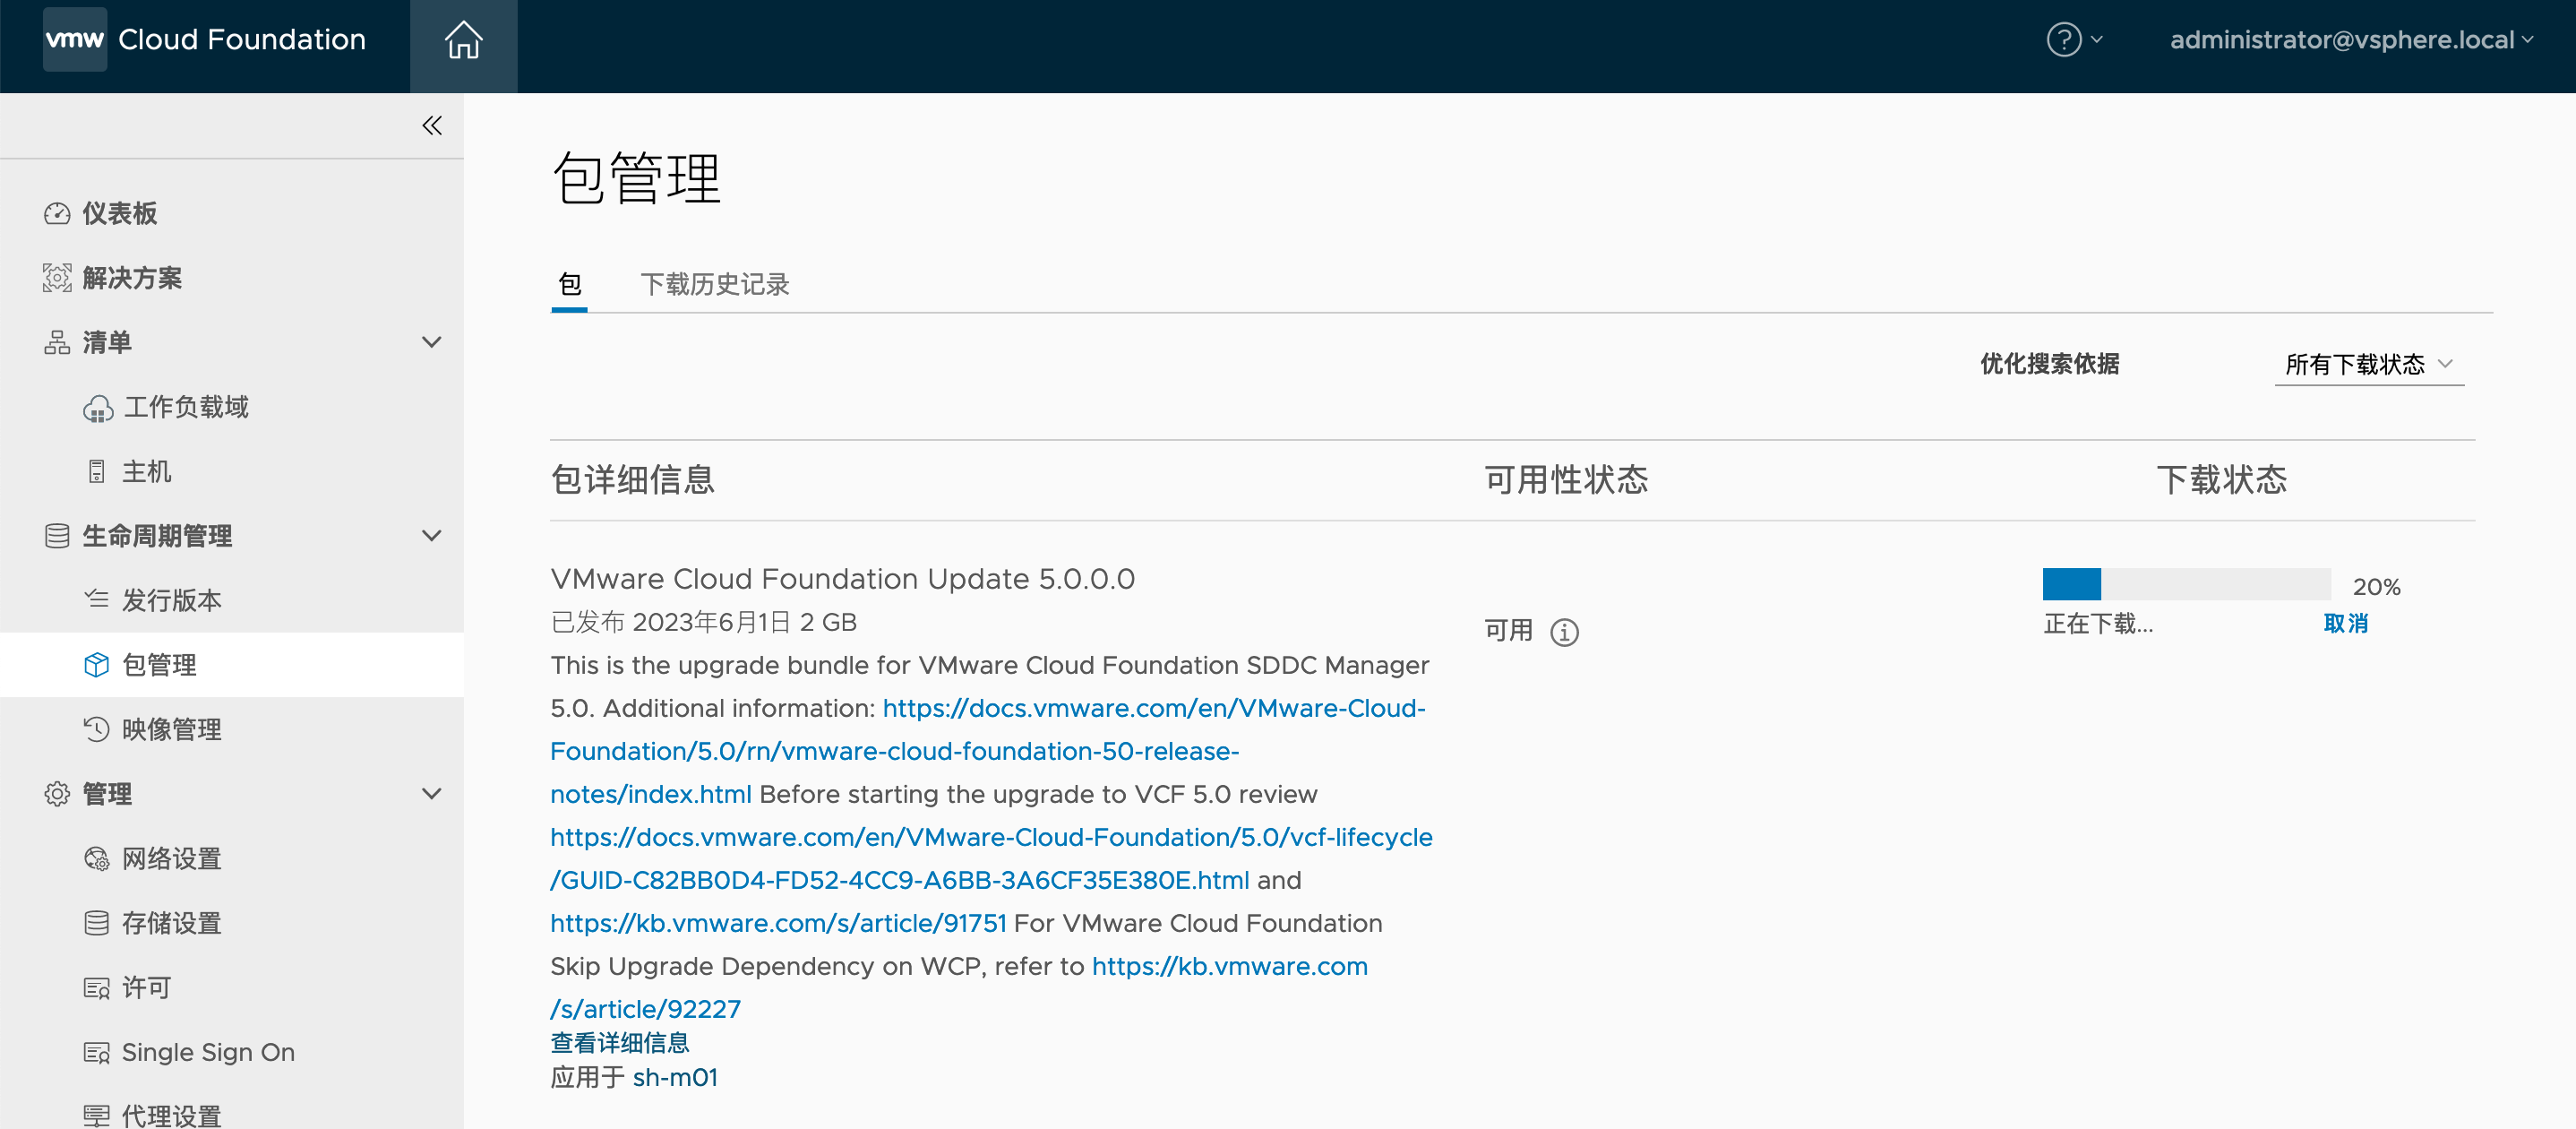 vmw Cloud Foundation
administrator@vsphere.local
仪表板
解决方案
清单
工作负载域
主机
生命周期管理
发行版本
包管理
映像管理
管理
网络设置
存储设置
许可
Single Sign On
代理设置
包管理
包 下载历史记录
优化搜索依据 所有下载状态
包详细信息 可用性状态 下载状态
VMware Cloud Foundation Update 5.0.0.0
已发布 2023年6月1日 2 GB
This is the upgrade bundle for VMware Cloud Foundation SDDC Manager
5.0. Additional information: https://docs.vmware.com/en/VMware-Cloud-
Foundation/5.0/rn/vmware-cloud-foundation-50-release-
notes/index.html Before starting the upgrade to VCF 5.0 review
https://docs.vmware.com/en/VMware-Cloud-Foundation/5.0/vcf-lifecycle
/GUID-C82BB0D4-FD52-4CC9-A6BB-3A6CF35E380E.html and
https://kb.vmware.com/s/article/91751 For VMware Cloud Foundation
Skip Upgrade Dependency on WCP, refer to https://kb.vmware.com
/s/article/92227
查看详细信息
应用于 sh-m01
可用
20%
正在下载... 取消